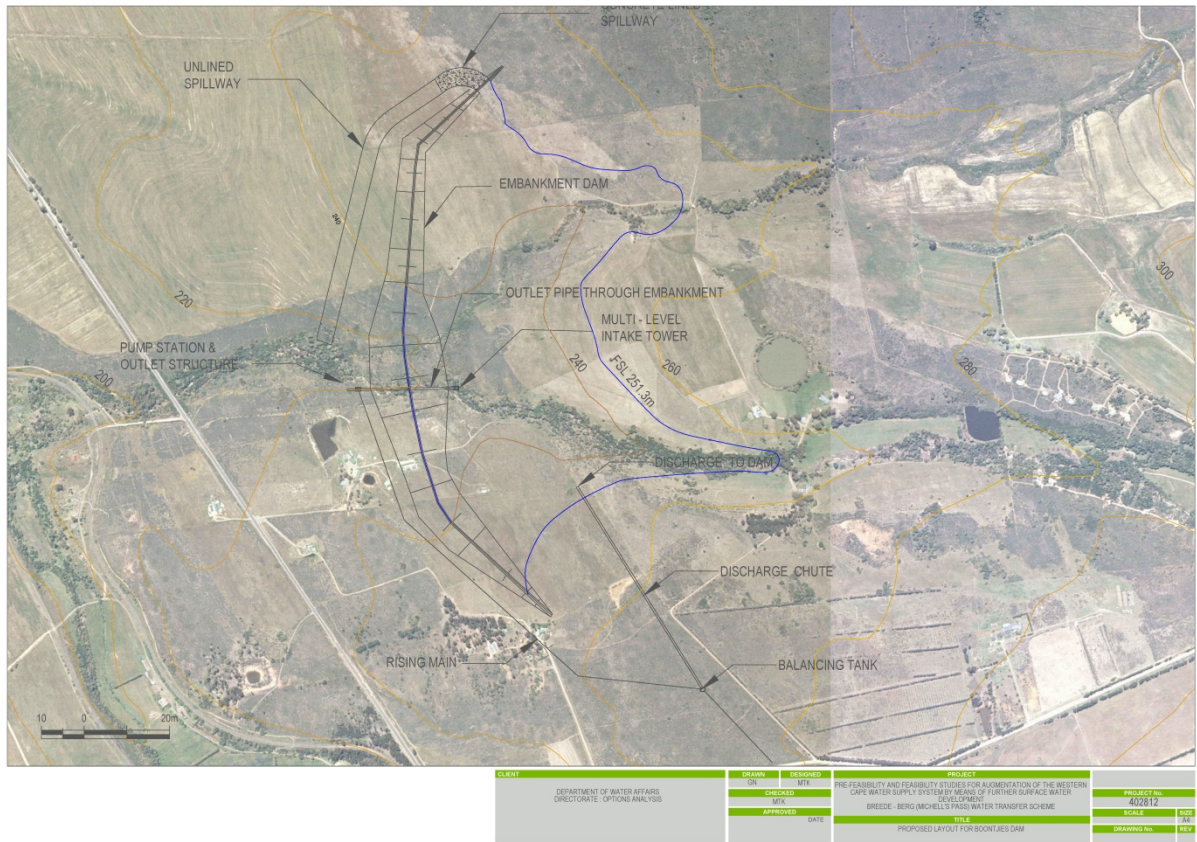 CONCRETE LINED
SPILLWAY
UNLINED
SPILLWAY
EMBANKMENT DAM
240
300
OUTLET PIPE THROUGH EMBANKMENT
220
MULTI - LEVEL
INTAKE TOWER
PUMP STATION &
OUTLET STRUCTURE
200
240
FSL 251.3m
260
280
DISCHARGE TO DAM
DISCHARGE CHUTE
RISING MAIN
BALANCING TANK
10 0 20m
CLIENT
DEPARTMENT OF WATER AFFAIRS
DIRECTORATE : OPTIONS ANALYSIS
DRAWN DESIGNED
GN MTK
CHECKED
MTK
APPROVED
DATE
PROJECT
PRE-FEASIBILITY AND FEASIBILITY STUDIES FOR AUGMENTATION OF THE WESTERN
CAPE WATER SUPPLY SYSTEM BY MEANS OF FURTHER SURFACE WATER
DEVELOPMENT
BREEDE - BERG (MICHELL'S PASS) WATER TRANSFER SCHEME
TITLE
PROPOSED LAYOUT FOR BOONTJIES DAM
PROJECT No.
402812
SCALE SIZE
A4
DRAWING No. REV